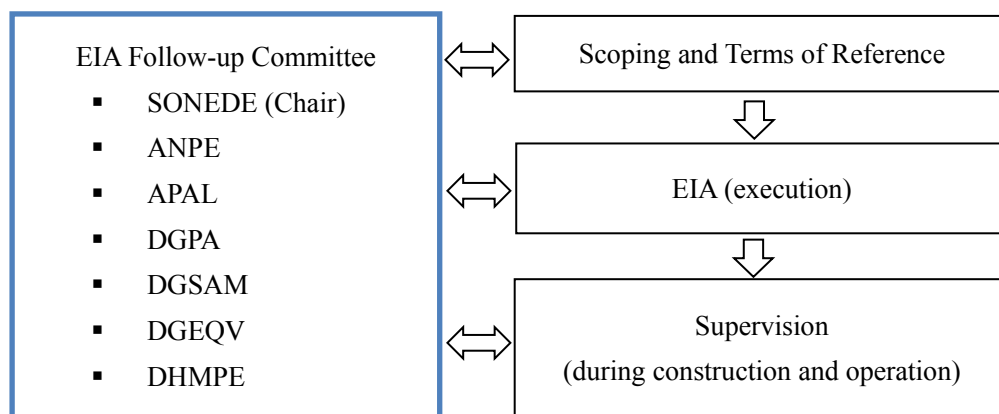 EIA Follow-up Committee
▪ SONEDE (Chair)
▪ ANPE
▪ APAL
▪ DGPA
▪ DGSAM
▪ DGEQV
▪ DHMPE
Scoping and Terms of Reference
EIA (execution)
Supervision
(during construction and operation)